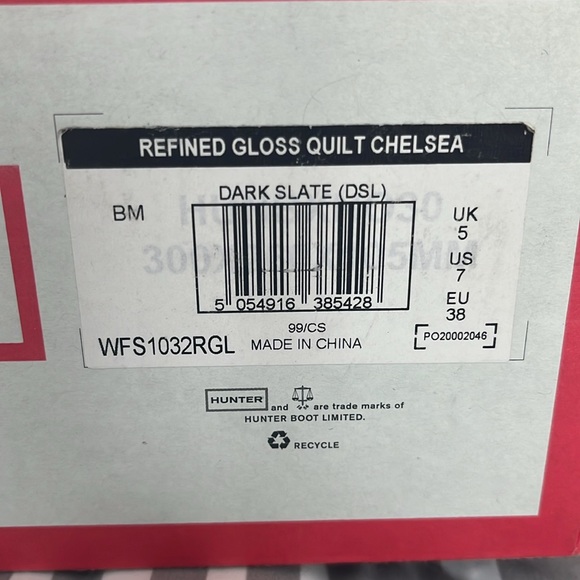 REFINED GLOSS QUILT CHELSEA
DARK SLATE (DSL)
BM
UK
5
US
7
EU
38
5 054916 385428
99/CS
WFS1032RGL
MADE IN CHINA
PO20002046
HUNTER and are trade marks of
HUNTER BOOT LIMITED.
RECYCLE